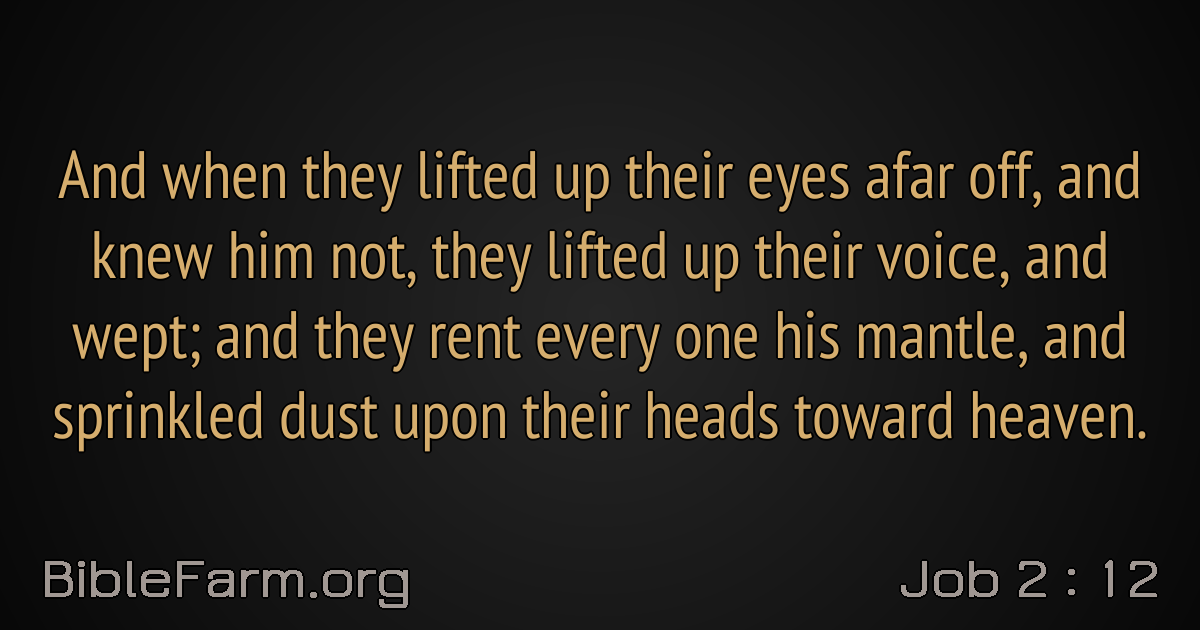 And when they lifted up their eyes afar off, and
knew him not, they lifted up their voice, and
wept; and they rent every one his mantle, and
sprinkled dust upon their heads toward heaven.
BibleFarm.org
Job 2 : 12